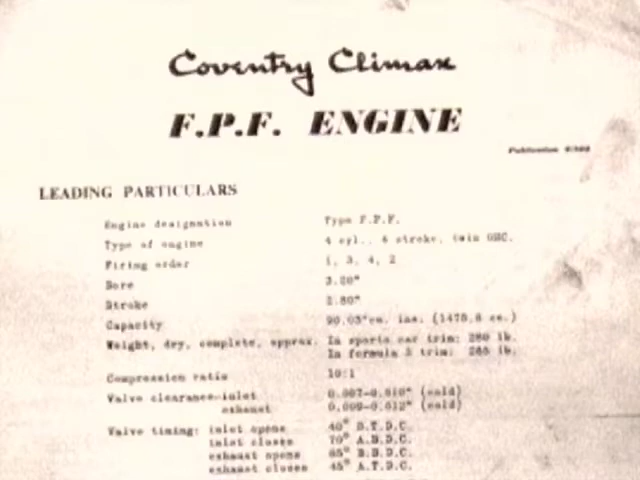 Coventry Climax
F.P.F. ENGINE
Publication
LEADING PARTICULARS
Engine designation Type F.P.F.
Type of engine 4 cyl., 4 stroke, twin OHC.
Firing order 1, 3, 4, 2
Bore 3.20"
Stroke 2.80"
Capacity 90.03 cu. ins. (1475.8 cc.)
Weight, dry, complete, approx. In sports car trim: 280 lb.
In formula 2 trim: 265 lb.
Compression ratio 10:1
Valve clearance-inlet 0.007-0.010" (cold)
exhaust 0.009-0.012" (cold)
Valve timing: inlet opens 40° B.T.D.C.
inlet closes 70° A.B.D.C.
exhaust opens 65° B.B.D.C.
exhaust closes 45° A.T.D.C.